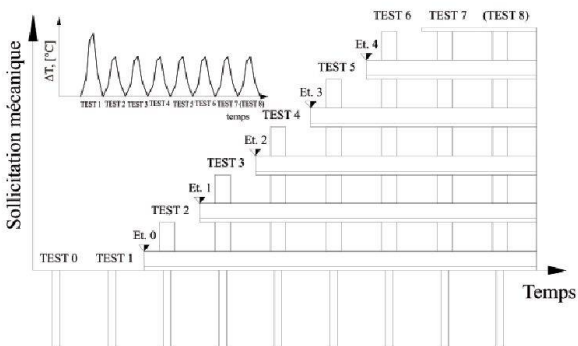 TEST 6
TEST 7
(TEST 8)
Et. 4
TEST 5
Et. 3
TEST 4
Et. 2
TEST 3
Et. 1
TEST 2
Et. 0
TEST 0
TEST 1
Sollicitation mécanique
Temps
ΔT, [°C]
TEST 1 TEST 2 TEST 3 TEST 4 TEST 5 TEST 6 TEST 7 (TEST 8)
temps